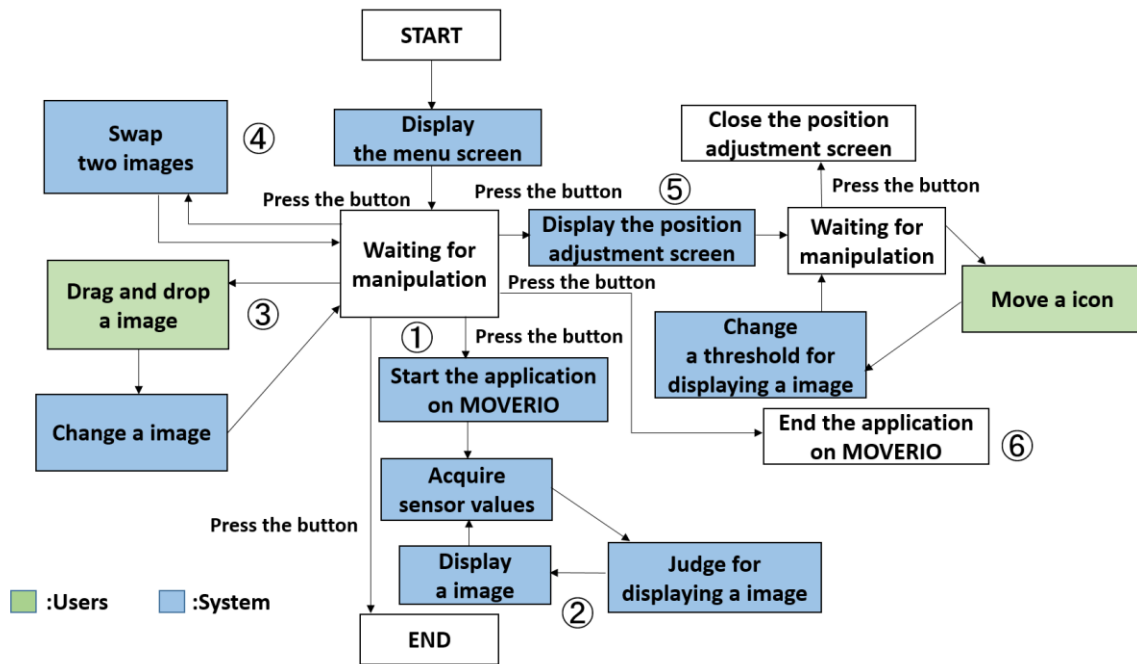 START
Display
the menu screen
Swap
two images
④
Close the position
adjustment screen
Press the button
Press the button
⑤
Press the button
Waiting for
manipulation
Display the position
adjustment screen
Waiting for
manipulation
Drag and drop
a image
③
Press the button
Move a icon
①
Press the button
Change
a threshold for
displaying a image
Start the application
on MOVERIO
Change a image
End the application
on MOVERIO
⑥
Acquire
sensor values
Press the button
Display
a image
②
Judge for
displaying a image
:Users
:System
END